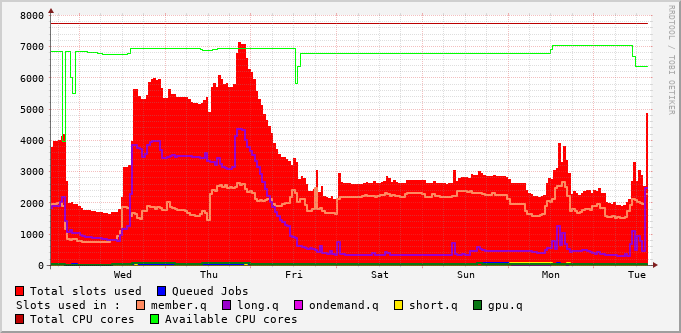 8000
7000
6000
5000
4000
3000
2000
1000
0
Wed Thu Fri Sat Sun Mon Tue
RRDTOOL / TOBI OETIKER
Total slots used Queued Jobs
Slots used in : member.q long.q ondemand.q short.q gpu.q
Total CPU cores Available CPU cores